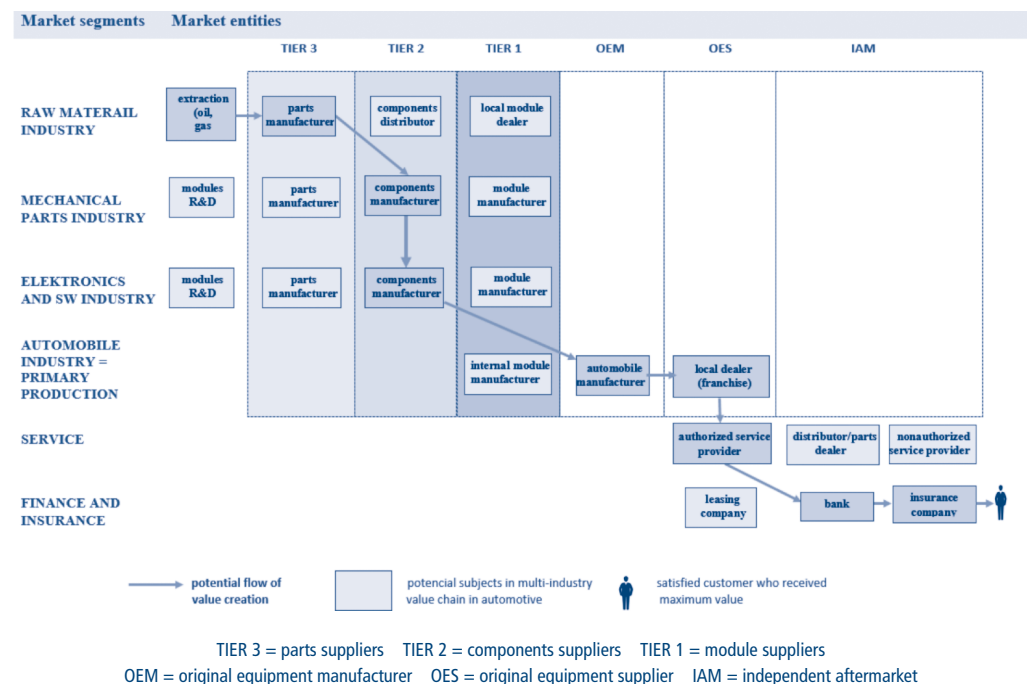 Market segments Market entities
TIER 3 TIER 2 TIER 1 OEM OES IAM
RAW MATERAIL
INDUSTRY
extraction
(oil,
gas
parts
manufacturer
components
distributor
local module
dealer
MECHANICAL
PARTS INDUSTRY
modules
R&D
parts
manufacturer
components
manufacturer
module
manufacturer
ELEKTRONICS
AND SW INDUSTRY
modules
R&D
parts
manufacturer
components
manufacturer
module
manufacturer
AUTOMOBILE
INDUSTRY =
PRIMARY
PRODUCTION
internal module
manufacturer
automobile
manufacturer
local dealer
(franchise)
SERVICE
authorized service
provider
distributor/parts
dealer
nonauthorized
service provider
FINANCE AND
INSURANCE
leasing
company
bank
insurance
company
potential flow of
value creation
potencial subjects in multi-industry
value chain in automotive
satisfied customer who received
maximum value
TIER 3 = parts suppliers TIER 2 = components suppliers TIER 1 = module suppliers
OEM = original equipment manufacturer OES = original equipment supplier IAM = independent aftermarket